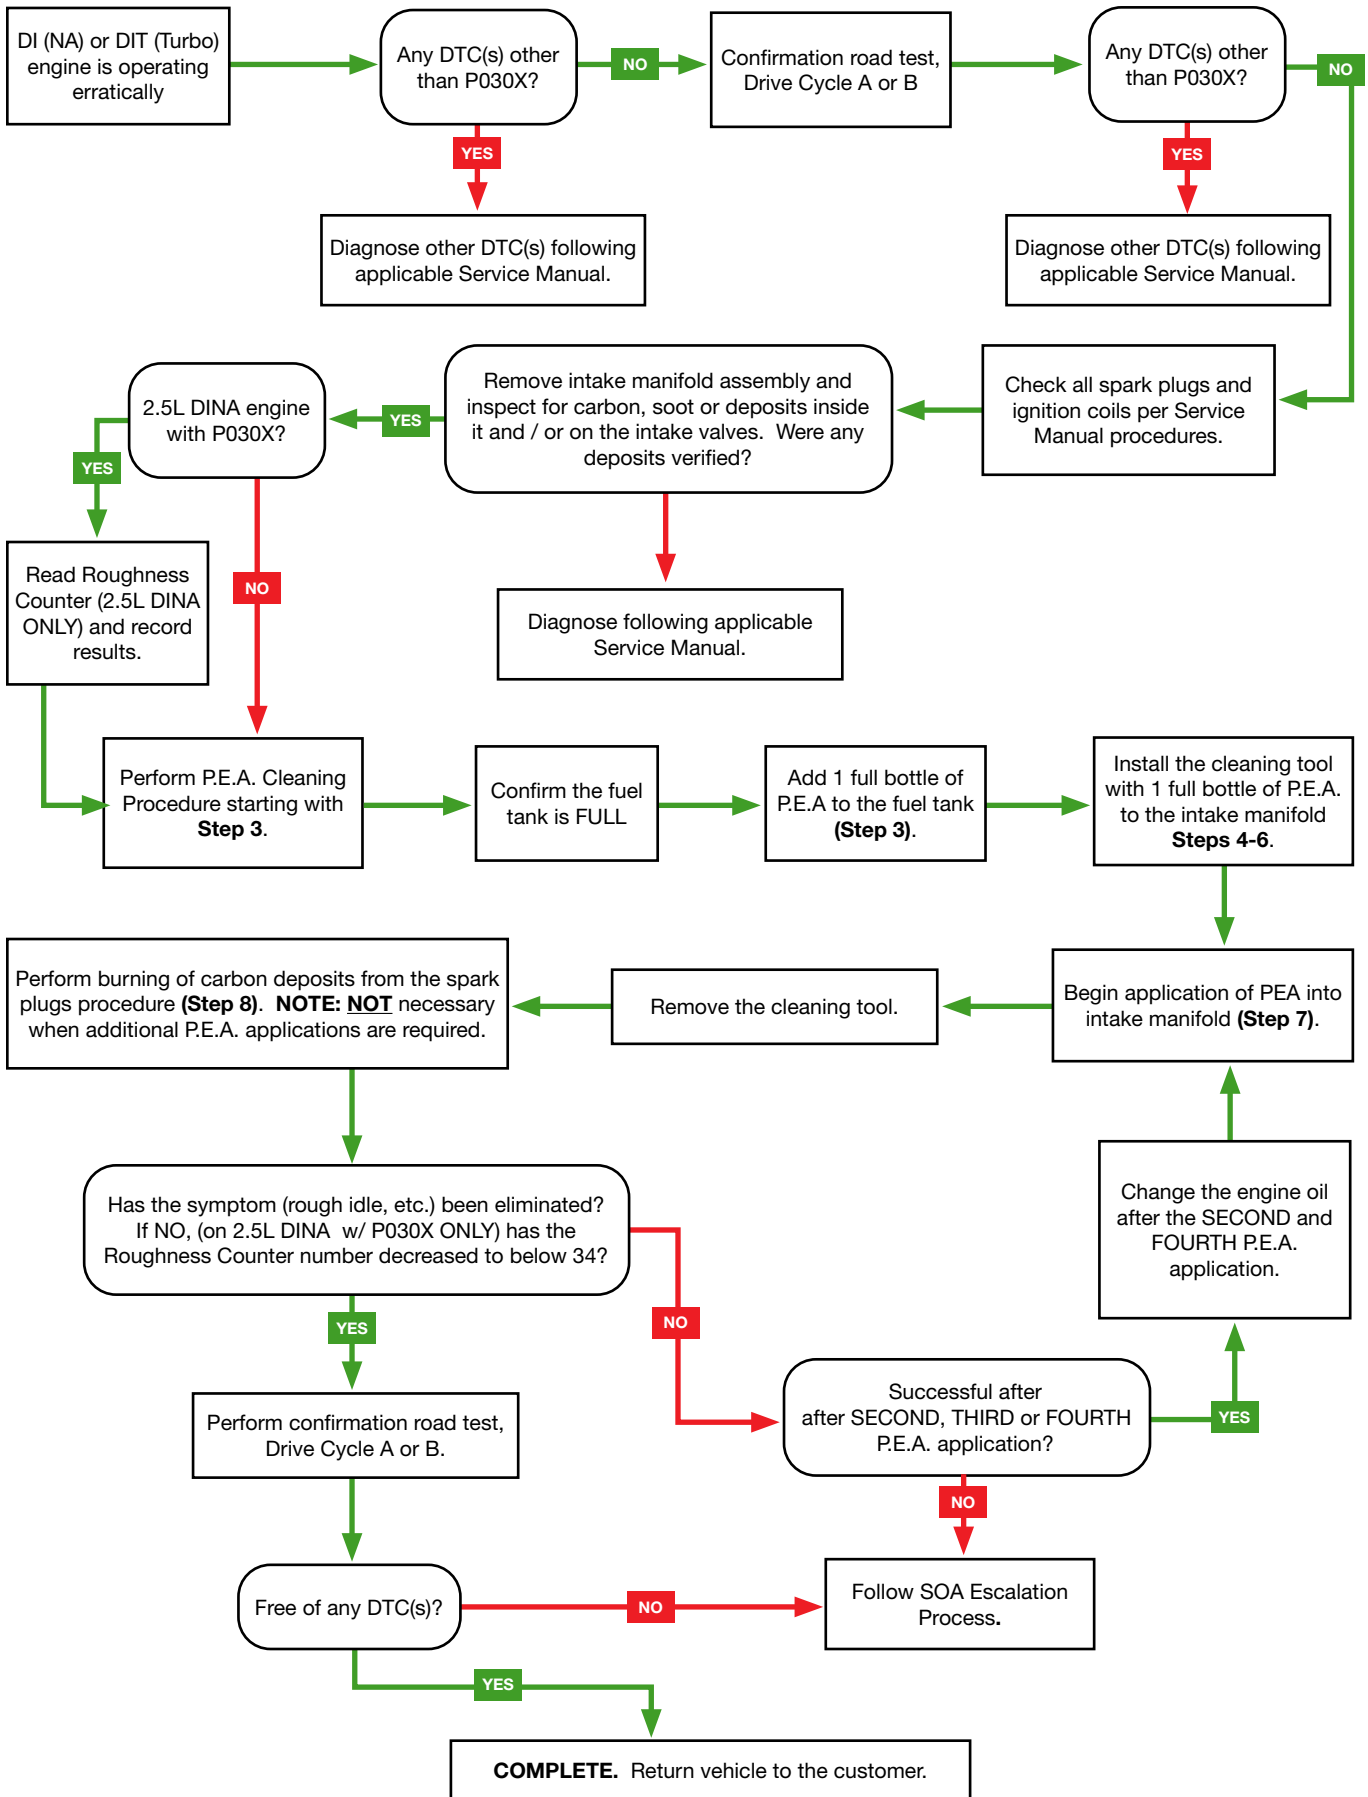 DI (NA) or DIT (Turbo)
engine is operating
erratically
Any DTC(s) other
than P030X?
NO
Confirmation road test,
Drive Cycle A or B
Any DTC(s) other
than P030X?
NO
YES
YES
Diagnose other DTC(s) following
applicable Service Manual.
Diagnose other DTC(s) following
applicable Service Manual.
Check all spark plugs and
ignition coils per Service
Manual procedures.
Remove intake manifold assembly and
inspect for carbon, soot or deposits inside
it and / or on the intake valves.  Were any
deposits verified?
YES
2.5L DINA engine
with P030X?
YES
NO
Read Roughness
Counter (2.5L DINA
ONLY) and record
results.
Diagnose following applicable
Service Manual.
Perform P.E.A. Cleaning
Procedure starting with
Step 3.
Confirm the fuel
tank is FULL
Add 1 full bottle of
P.E.A to the fuel tank
(Step 3).
Install the cleaning tool
with 1 full bottle of P.E.A.
to the intake manifold
Steps 4-6.
Begin application of PEA into
intake manifold (Step 7).
Remove the cleaning tool.
Perform burning of carbon deposits from the spark
plugs procedure (Step 8).  NOTE: NOT necessary
when additional P.E.A. applications are required.
Has the symptom (rough idle, etc.) been eliminated?
If NO, (on 2.5L DINA  w/ P030X ONLY) has the
Roughness Counter number decreased to below 34?
Change the engine oil
after the SECOND and
FOURTH P.E.A.
application.
YES
NO
Successful after
after SECOND, THIRD or FOURTH
P.E.A. application?
YES
Perform confirmation road test,
Drive Cycle A or B.
NO
Free of any DTC(s)?
NO
Follow SOA Escalation
Process.
YES
COMPLETE.  Return vehicle to the customer.